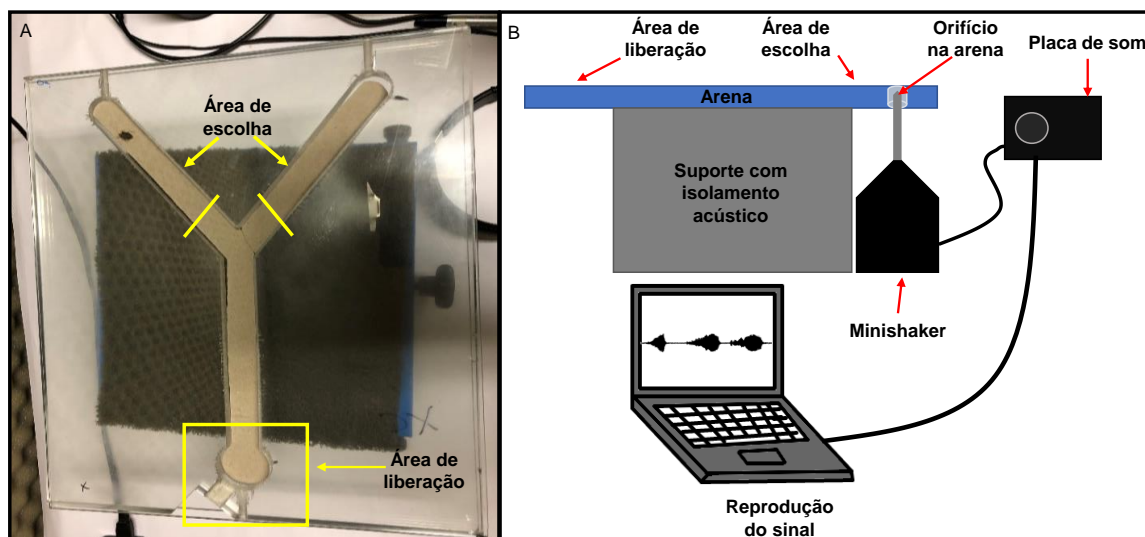 A
Área de
escolha
Área de
liberação
B
Área de
liberação
Área de
escolha
Orifício
na arena
Placa de som
Arena
Suporte com
isolamento
acústico
Minishaker
Reprodução
do sinal